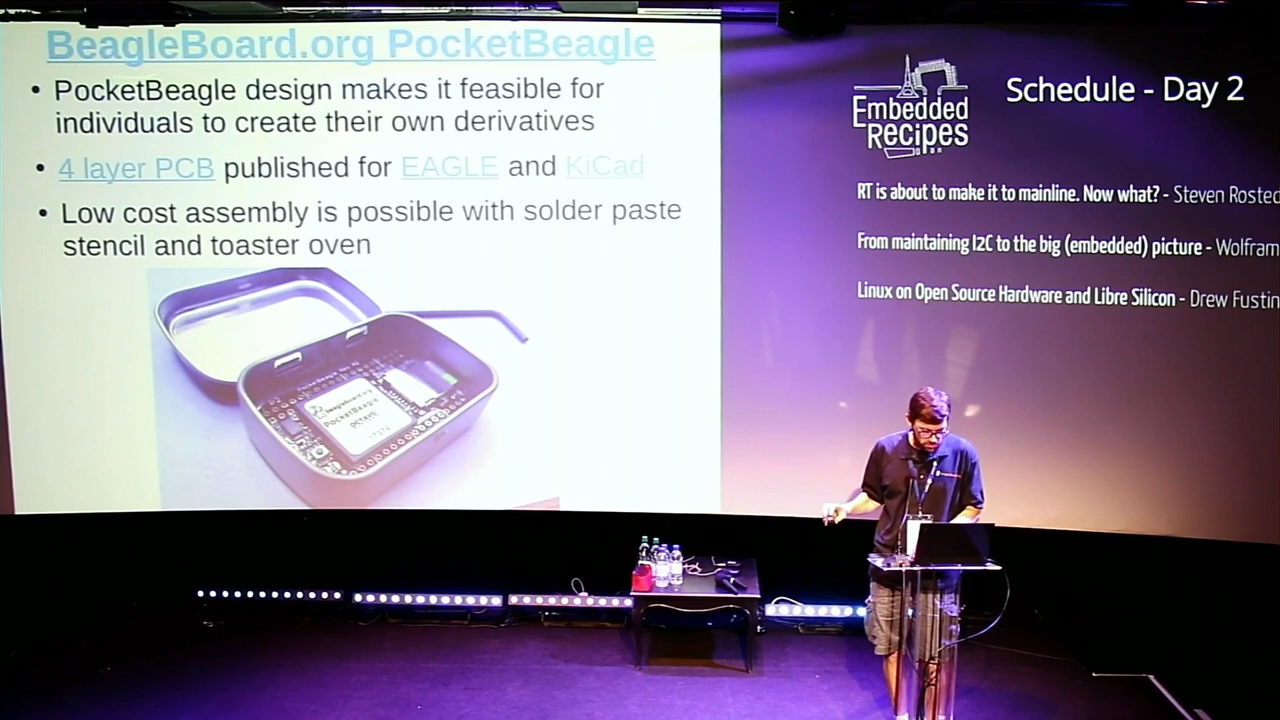 BeagleBoard.org PocketBeagle
• PocketBeagle design makes it feasible for
individuals to create their own derivatives
• 4 layer PCB published for EAGLE and KiCad
• Low cost assembly is possible with solder paste
stencil and toaster oven
beagleboard.org
PocketBeagle
Embedded
Recipes
Schedule - Day 2
RT is about to make it to mainline. Now what? - Steven Rosted
From maintaining I2C to the big (embedded) picture - Wolfram
Linux on Open Source Hardware and Libre Silicon - Drew Fustin